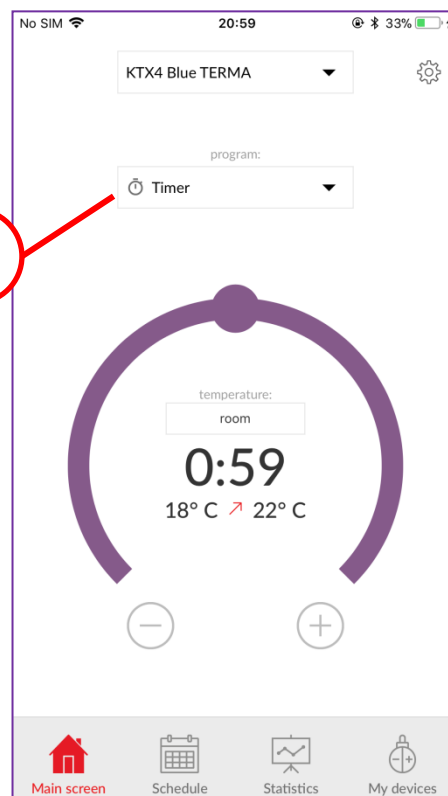 No SIM 20:59 33%
KTX4 Blue TERMA
program:
Timer
temperature:
room
0:59
18° C 22° C
Main screen Schedule Statistics My devices